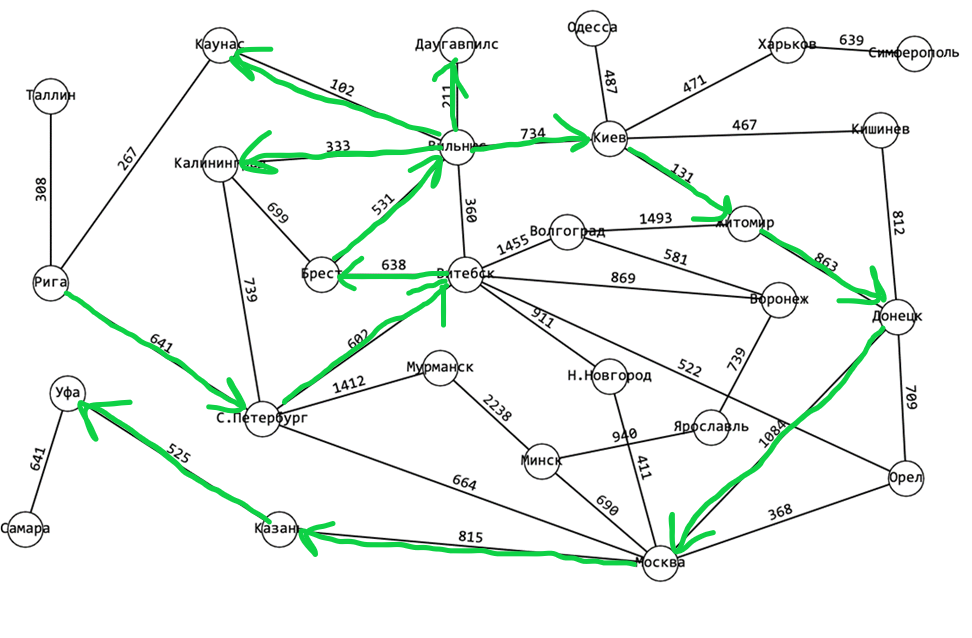 Одесса
Каунас
Даугавпилс
Харьков
639
Симферополь
102
487
471
Таллин
211
734
467
Кишинев
267
Вильнюс
Киев
333
Калининград
131
308
531
699
360
1493
Житомир
812
1455
Волгоград
581
863
Брест
638
Витебск
869
Рига
739
Воронеж
911
Донецк
641
602
739
522
Мурманск
Н.Новгород
1412
Уфа
709
2238
С.Петербург
Ярославль
940
1084
641
525
Минск
411
664
Орел
690
368
Самара
Казань
815
Москва